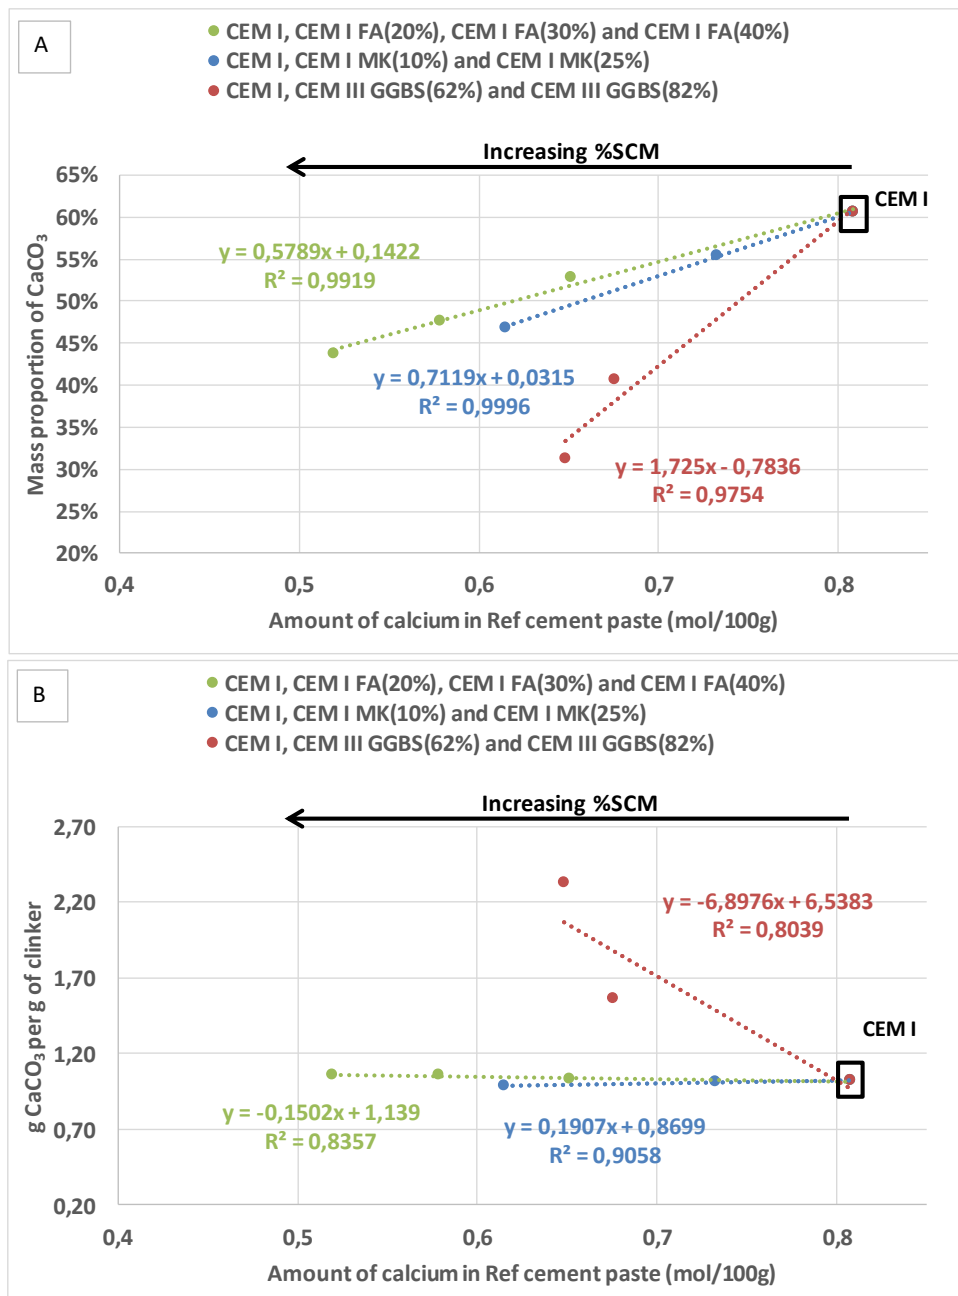 A
CEM I, CEM I FA(20%), CEM I FA(30%) and CEM I FA(40%)
CEM I, CEM I MK(10%) and CEM I MK(25%)
CEM I, CEM III GGBS(62%) and CEM III GGBS(82%)
Increasing %SCM
CEM I
65%
60%
55%
50%
45%
40%
35%
30%
25%
20%
Mass proportion of CaCO₃
y = 0,5789x + 0,1422
R² = 0,9919
y = 0,7119x + 0,0315
R² = 0,9996
y = 1,725x - 0,7836
R² = 0,9754
0,4 0,5 0,6 0,7 0,8
Amount of calcium in Ref cement paste (mol/100g)
B
CEM I, CEM I FA(20%), CEM I FA(30%) and CEM I FA(40%)
CEM I, CEM I MK(10%) and CEM I MK(25%)
CEM I, CEM III GGBS(62%) and CEM III GGBS(82%)
Increasing %SCM
2,70
2,20
1,70
1,20
0,70
0,20
g CaCO₃ per g of clinker
y = -6,8976x + 6,5383
R² = 0,8039
CEM I
y = -0,1502x + 1,139
R² = 0,8357
y = 0,1907x + 0,8699
R² = 0,9058
0,4 0,5 0,6 0,7 0,8
Amount of calcium in Ref cement paste (mol/100g)